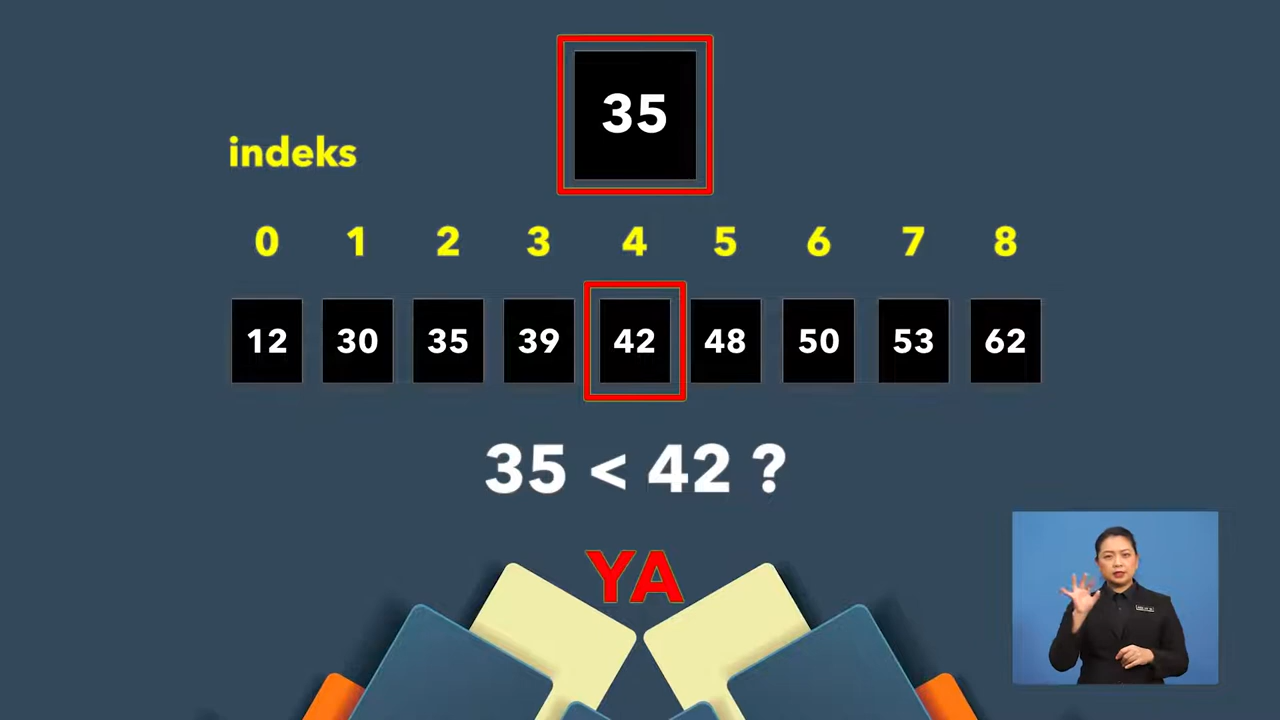 35
indeks
0 1 2 3 4 5 6 7 8
12 30 35 39 42 48 50 53 62
35 < 42 ?
YA